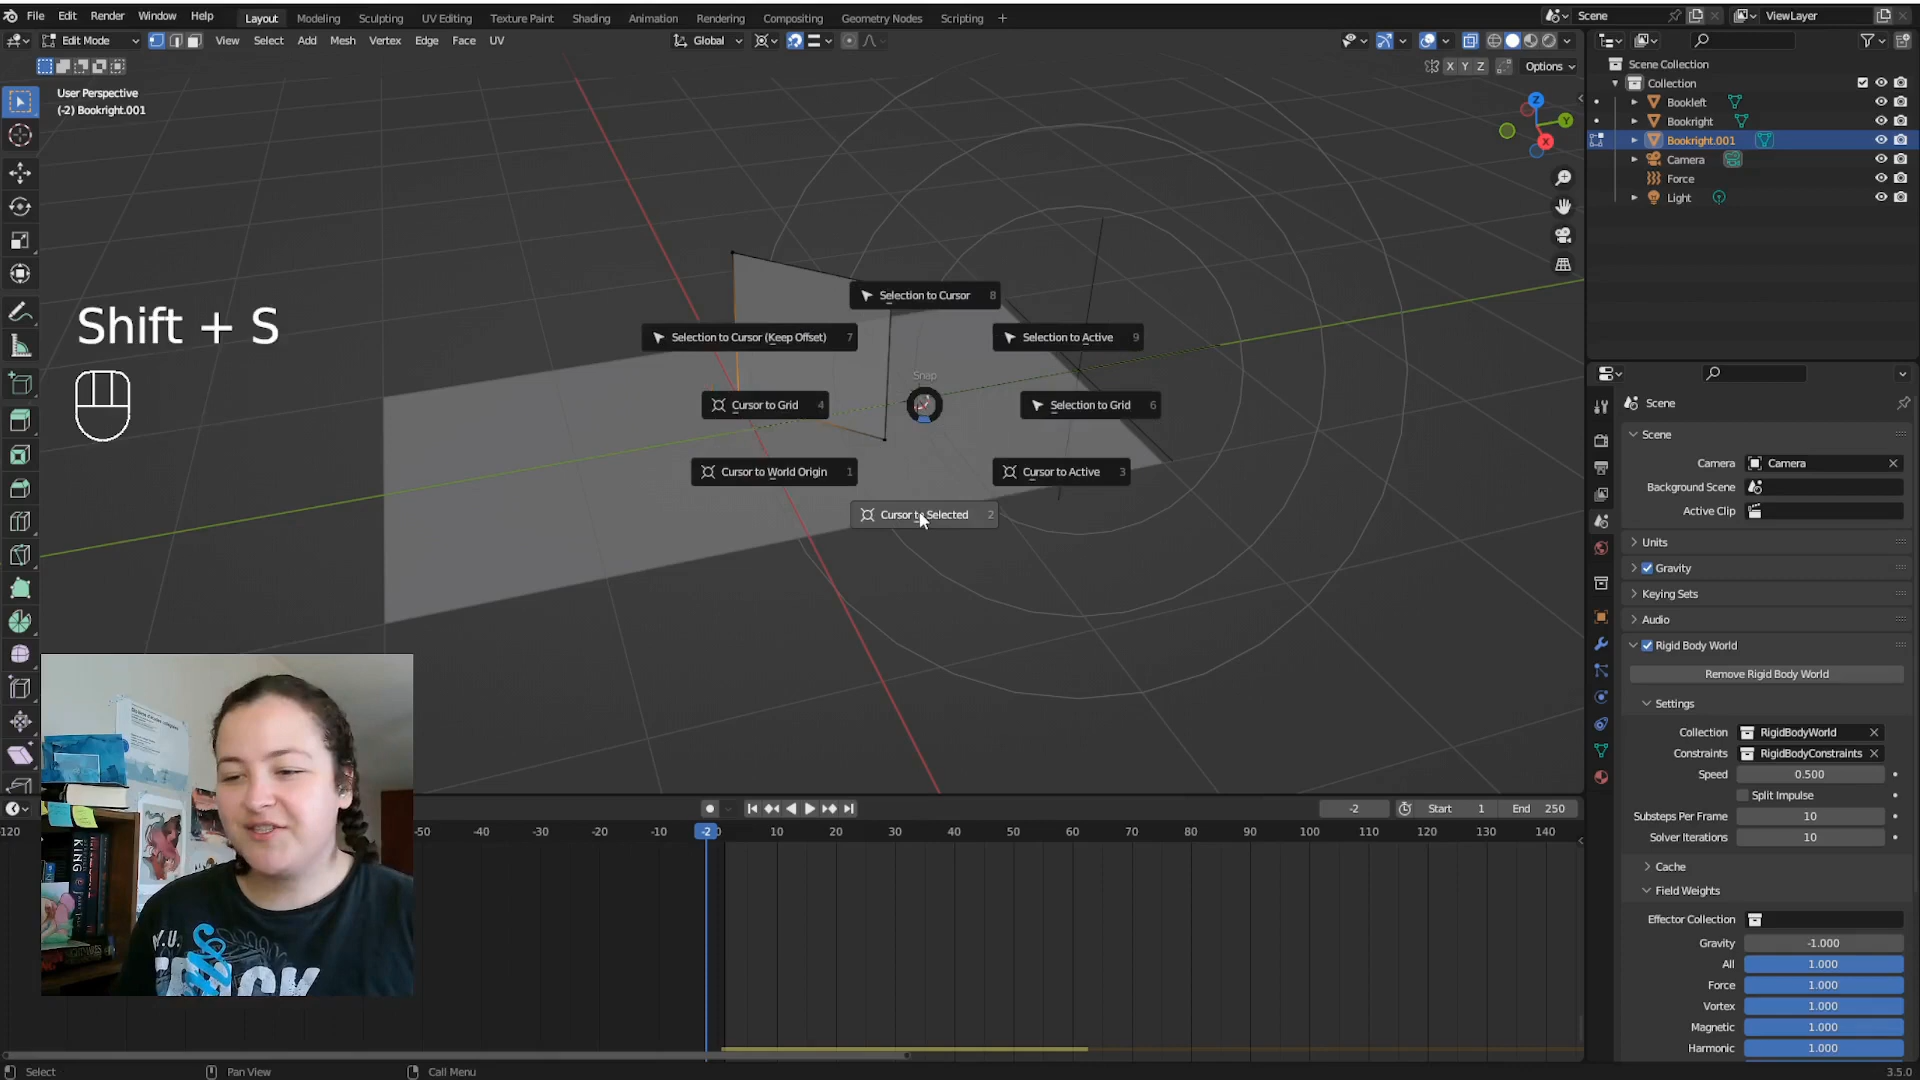 File Edit Render Window Help
Layout Modeling Sculpting UV Editing Texture Paint Shading Animation Rendering Compositing Geometry Nodes Scripting +
Scene
ViewLayer
Edit Mode View Select Add Mesh Vertex Edge Face UV
Global
X Y Z Options
User Perspective
(-2) Bookright.001
Z
Y
X
Shift + S
Selection to Cursor 8
Selection to Cursor (Keep Offset) 7
Selection to Active 9
Snap
Cursor to Grid 4
Selection to Grid 6
Cursor to World Origin 1
Cursor to Active 3
Cursor to Selected 2
Scene Collection
Collection
Bookleft
Bookright
Bookright.001
Camera
Force
Light
Scene
Scene
Camera Camera
Background Scene
Active Clip
Units
Gravity
Keying Sets
Audio
Rigid Body World
Remove Rigid Body World
Settings
Collection RigidBodyWorld
Constraints RigidBodyConstraints
Speed 0.500
Split Impulse
Substeps Per Frame 10
Solver Iterations 10
Cache
Field Weights
Effector Collection
Gravity -1.000
All 1.000
Force 1.000
Vortex 1.000
Magnetic 1.000
Harmonic 1.000
-2 Start 1 End 250
-120 -50 -40 -30 -20 -10 -2 0 10 20 30 40 50 60 70 80 90 100 110 120 130 140
KING
Select Pan View Call Menu 3.5.0